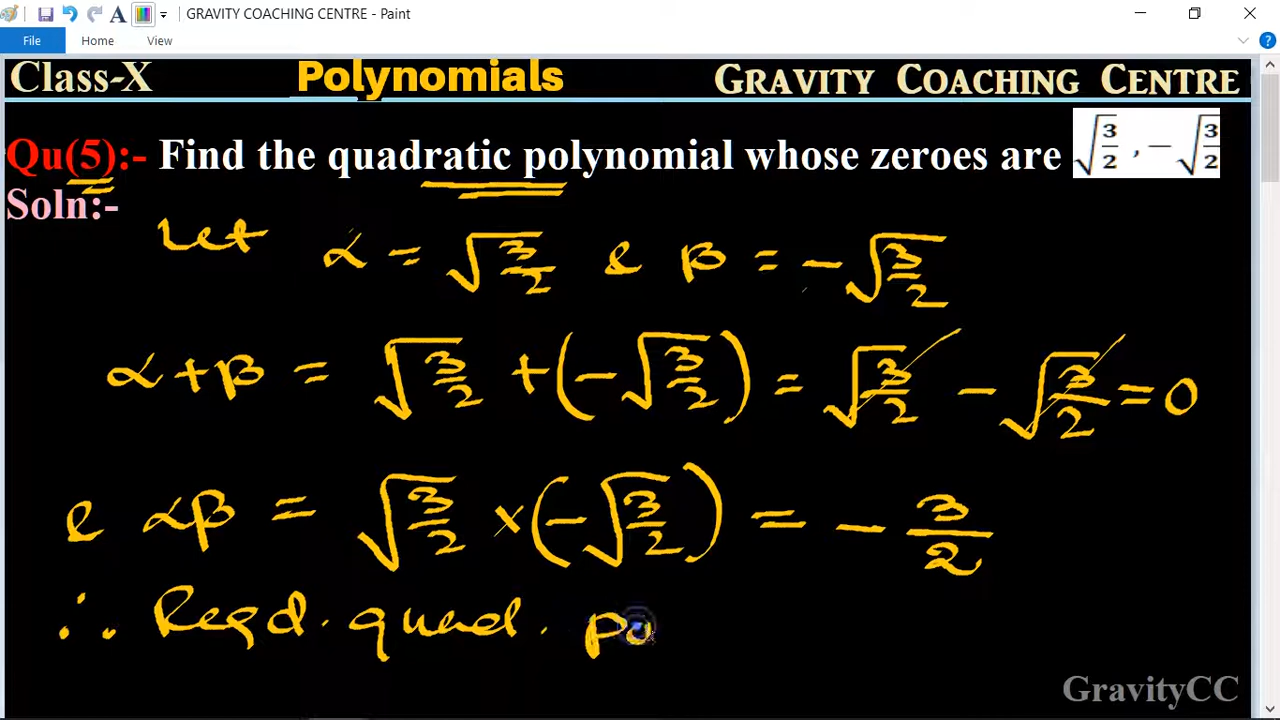 GRAVITY COACHING CENTRE - Paint
File Home View
Class-X Polynomials GRAVITY COACHING CENTRE
Qu(5):- Find the quadratic polynomial whose zeroes are √(3/2) , -√(3/2)
Soln:-
Let α = √(3/2) & β = -√(3/2)
α+β = √(3/2) + (-√(3/2)) = √(3/2) - √(3/2) = 0
& αβ = √(3/2) × (-√(3/2)) = - 3/2
∴ Reqd. quad. po
GravityCC